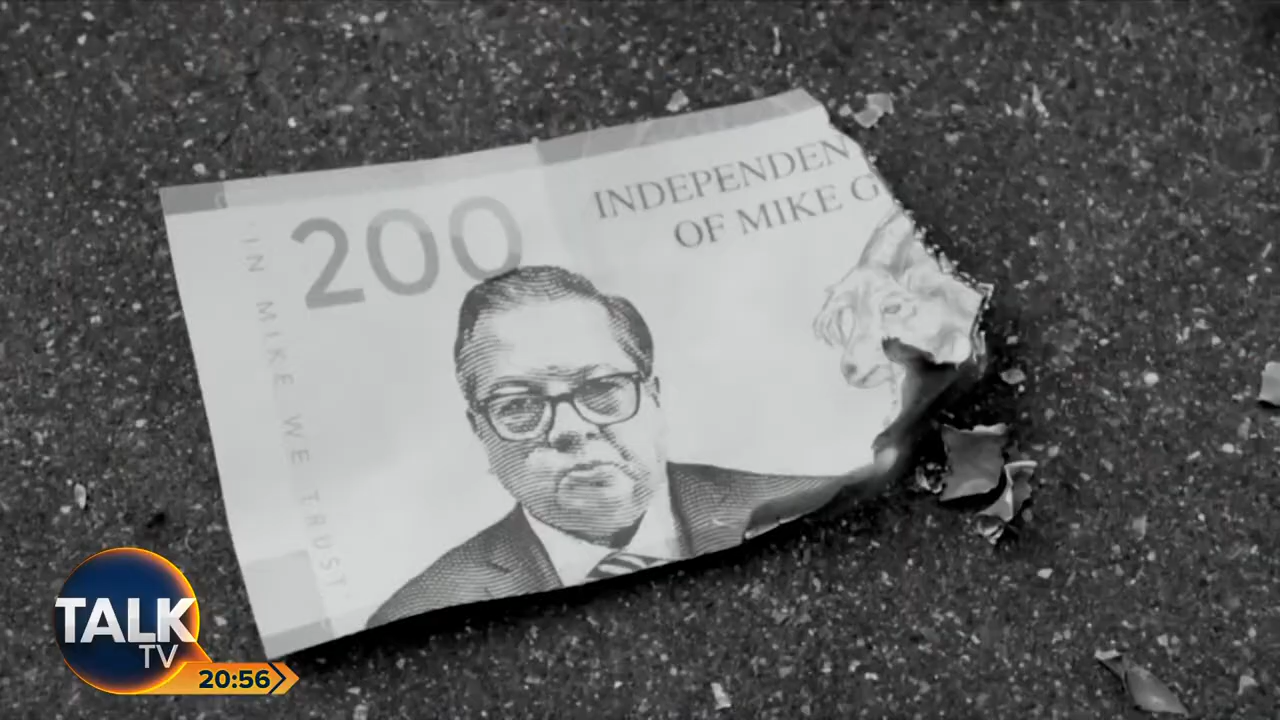 200
INDEPENDEN
OF MIKE G
IN MIKE WE TRUST
TALK
TV
20:56